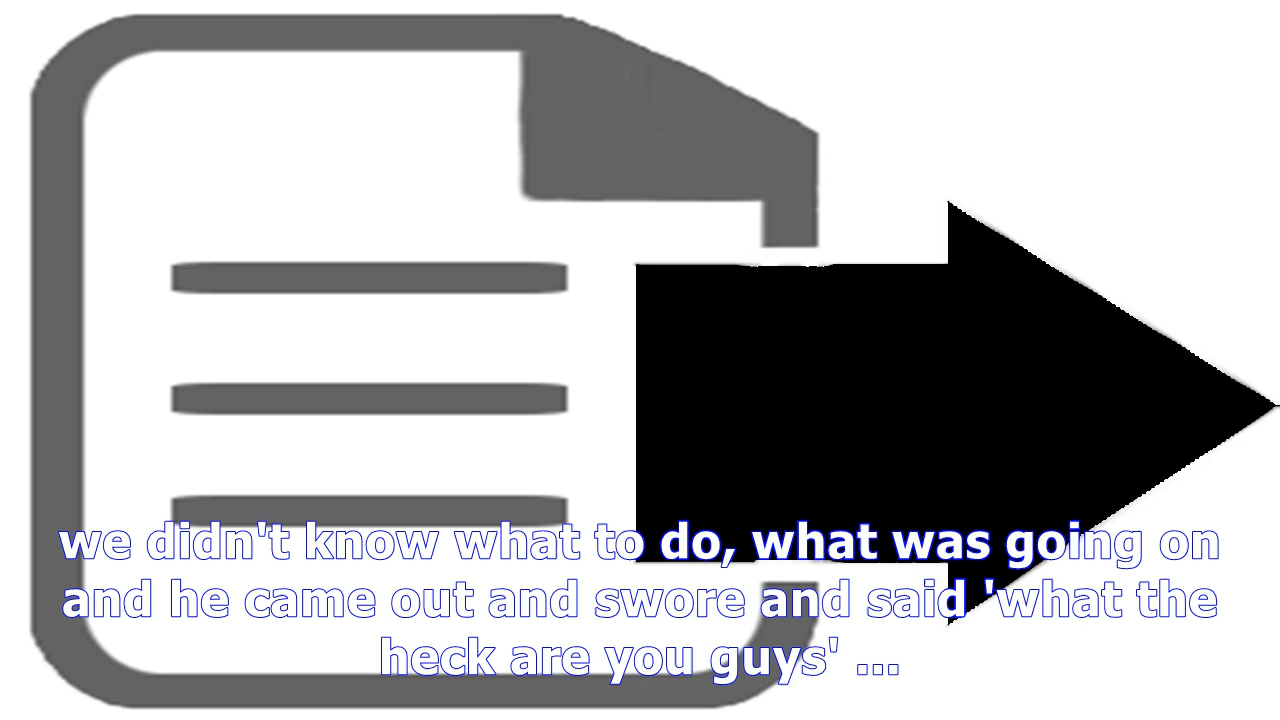 we didn't know what to do, what was going on
and he came out and swore and said 'what the
heck are you guys' ...